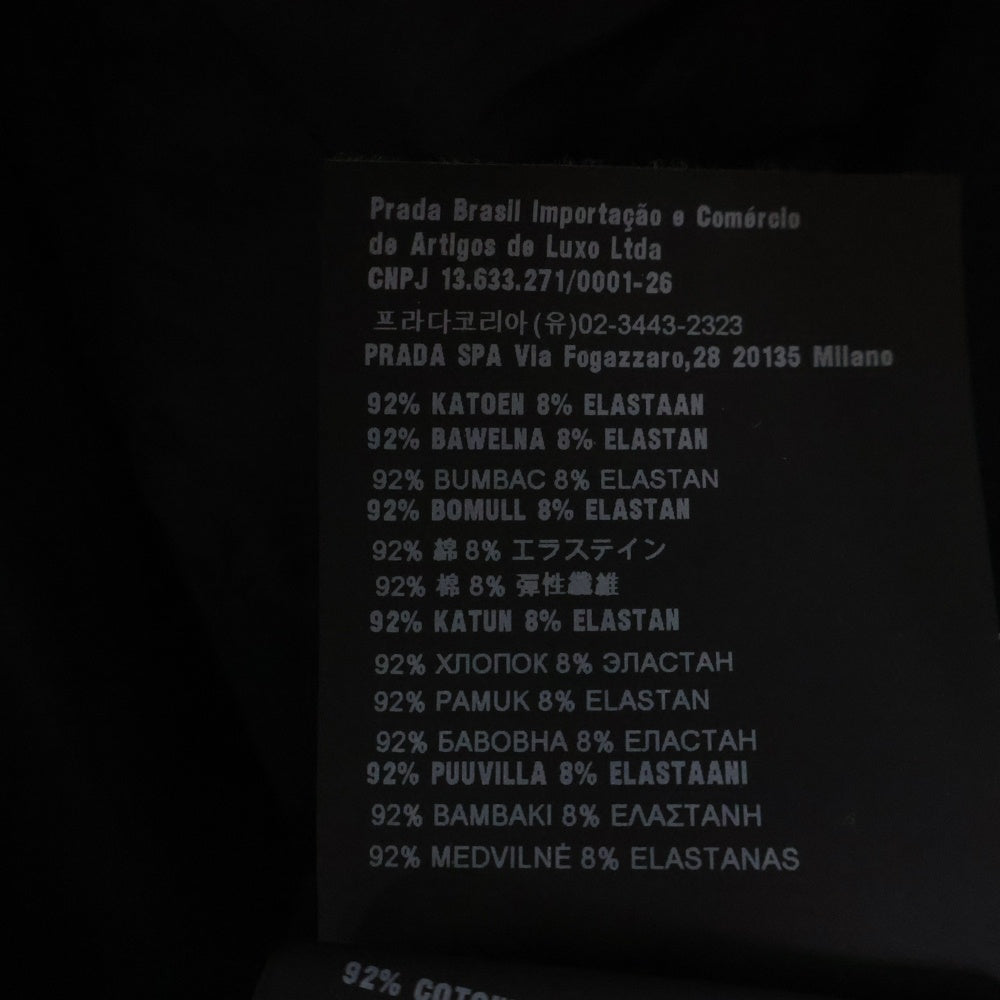 Prada Brasil Importação e Comércio
de Artigos de Luxo Ltda
CNPJ 13.633.271/0001-26
프라다코리아(유)02-3443-2323
PRADA SPA Via Fogazzaro,28 20135 Milano
92% KATOEN 8% ELASTAAN
92% BAWELNA 8% ELASTAN
92% BUMBAC 8% ELASTAN
92% BOMULL 8% ELASTAN
92% 綿 8% エラステイン
92% 棉 8% 彈性纖維
92% KATUN 8% ELASTAN
92% ХЛОПОК 8% ЭЛАСТАН
92% PAMUK 8% ELASTAN
92% БАВОВНА 8% ЕЛАСТАН
92% PUUVILLA 8% ELASTAANI
92% ΒΑΜΒΑΚΙ 8% ΕΛΑΣΤΑΝΗ
92% MEDVILNĖ 8% ELASTANAS
92%